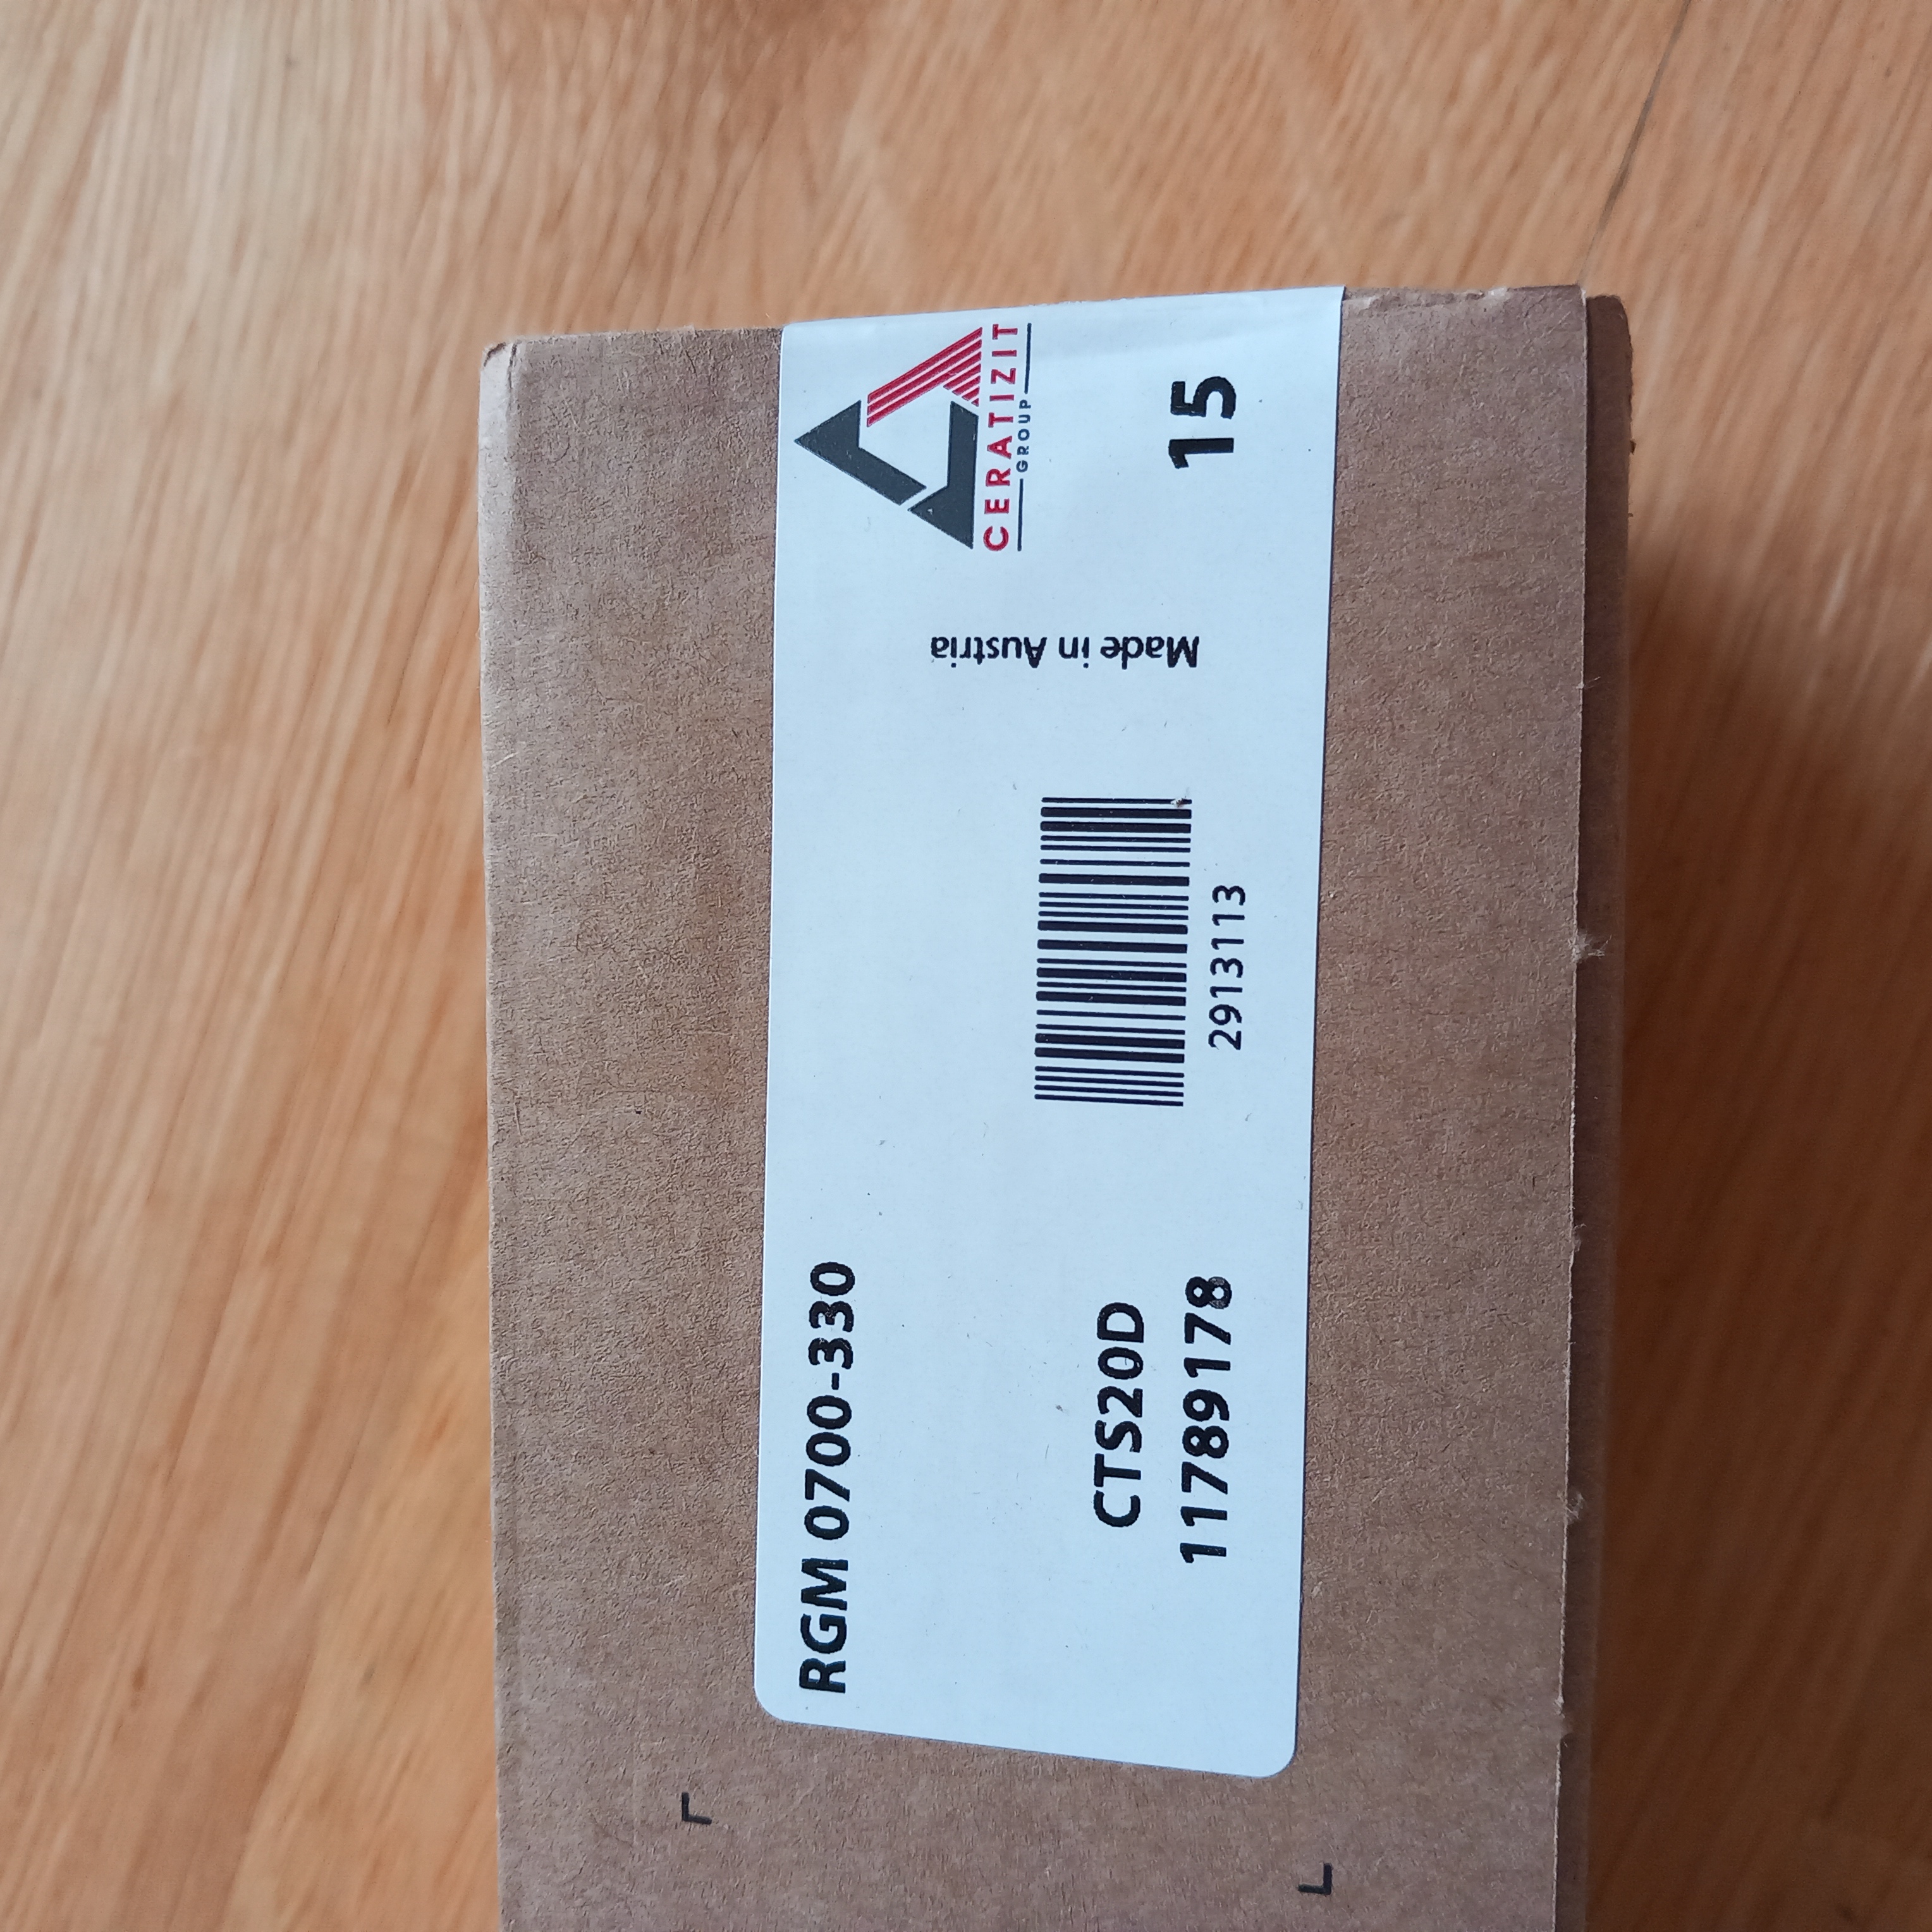 RGM 0700-330
CERATIZIT
GROUP
Made in Austria
2913113
CTS20D
11789178
15